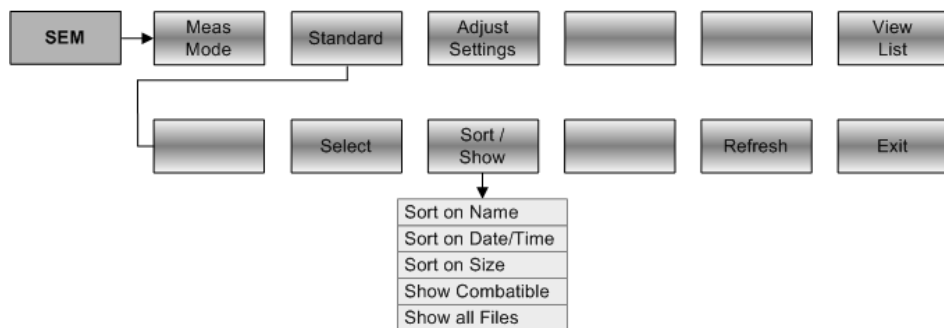 SEM
Meas
Mode
Standard
Adjust
Settings
View
List
Select
Sort /
Show
Refresh
Exit
Sort on Name
Sort on Date/Time
Sort on Size
Show Combatible
Show all Files